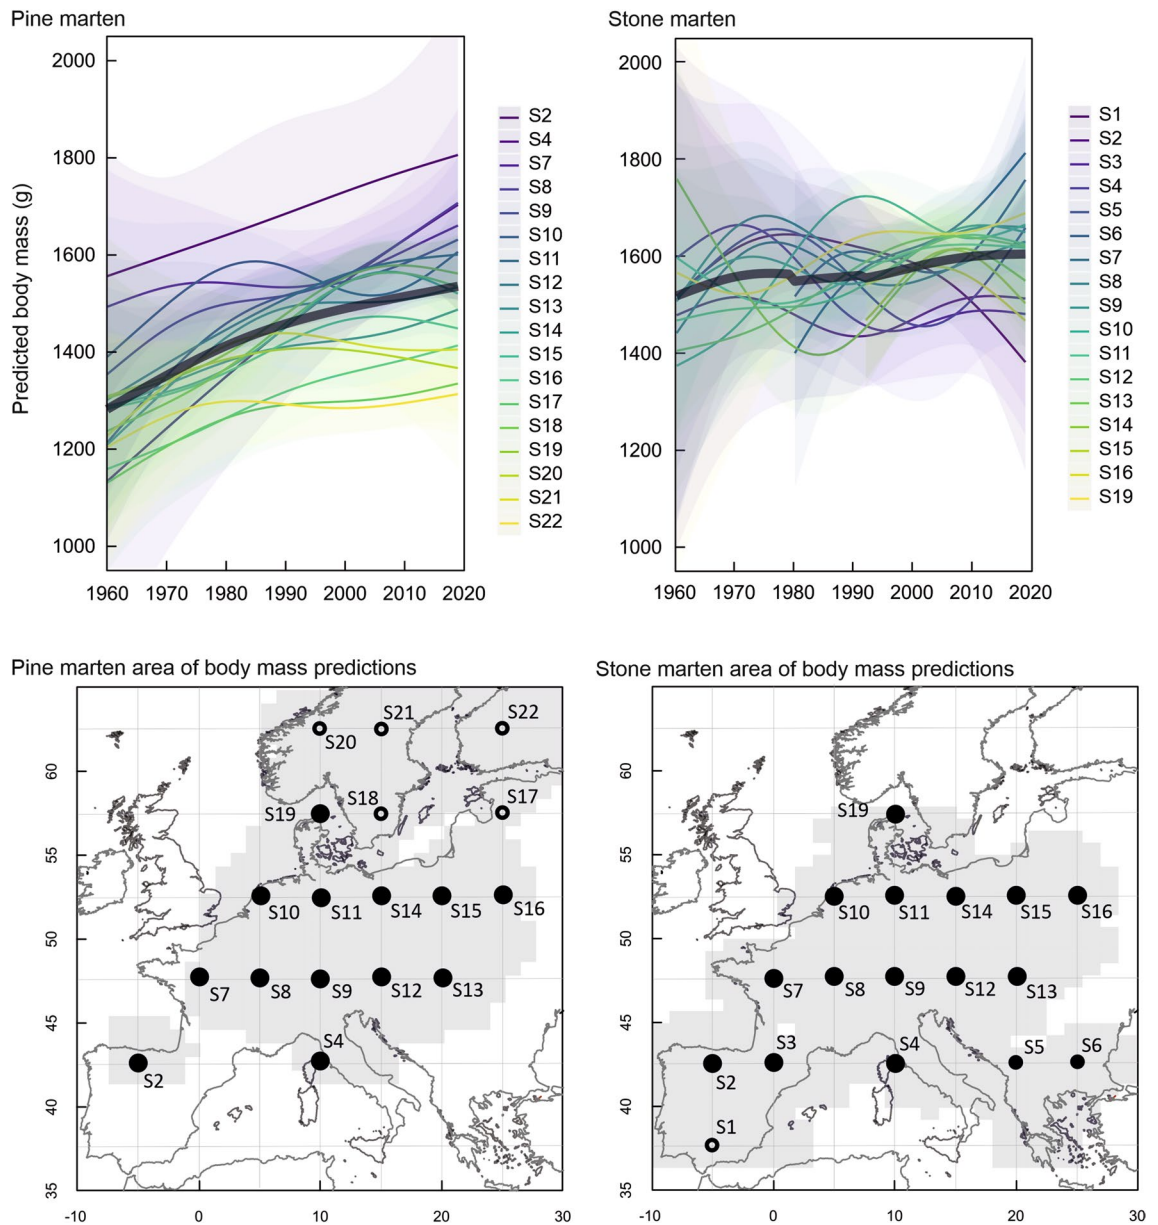 Pine marten
Stone marten
Predicted body mass (g)
2000
1800
1600
1400
1200
1000
1960 1970 1980 1990 2000 2010 2020
S2
S4
S7
S8
S9
S10
S11
S12
S13
S14
S15
S16
S17
S18
S19
S20
S21
S22
2000
1800
1600
1400
1200
1000
1960 1970 1980 1990 2000 2010 2020
S1
S2
S3
S4
S5
S6
S7
S8
S9
S10
S11
S12
S13
S14
S15
S16
S19
Pine marten area of body mass predictions
60
55
50
45
40
35
-10 0 10 20 30
S20 S21 S22
S19 S18 S17
S10 S11 S14 S15 S16
S7 S8 S9 S12 S13
S2 S4
Stone marten area of body mass predictions
60
55
50
45
40
35
-10 0 10 20 30
S19
S10 S11 S14 S15 S16
S7 S8 S9 S12 S13
S2 S3 S4 S5 S6
S1